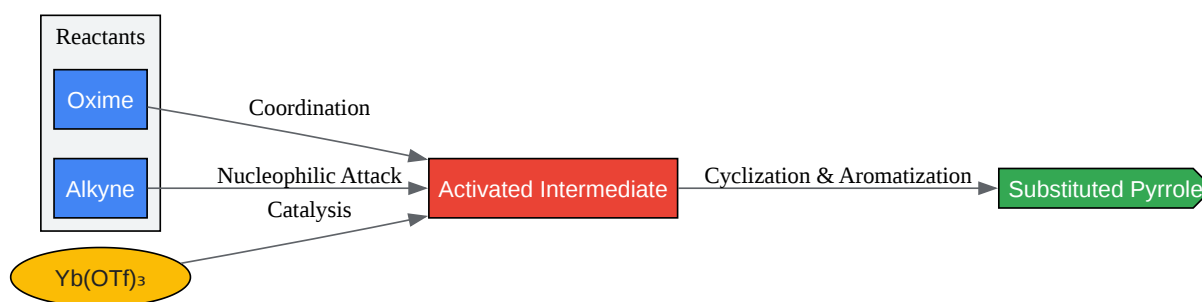 Reactants
Oxime
Coordination
Alkyne
Nucleophilic Attack
Activated Intermediate
Cyclization & Aromatization
Substituted Pyrrole
Catalysis
Yb(OTf)₃